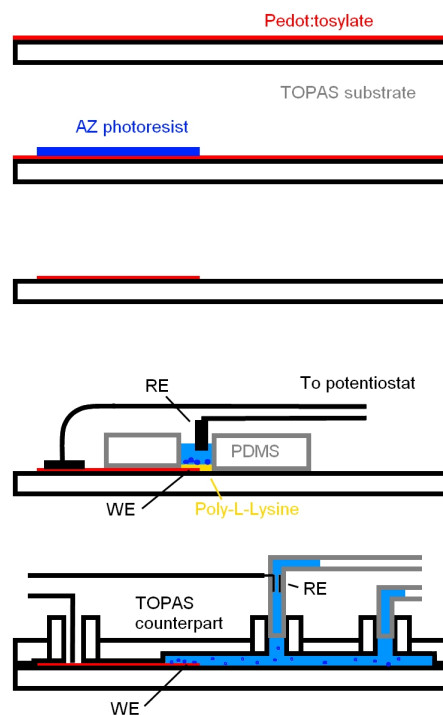 Pedot:tosylate
TOPAS substrate
AZ photoresist
RE
To potentiostat
PDMS
WE
Poly-L-Lysine
RE
TOPAS
counterpart
WE